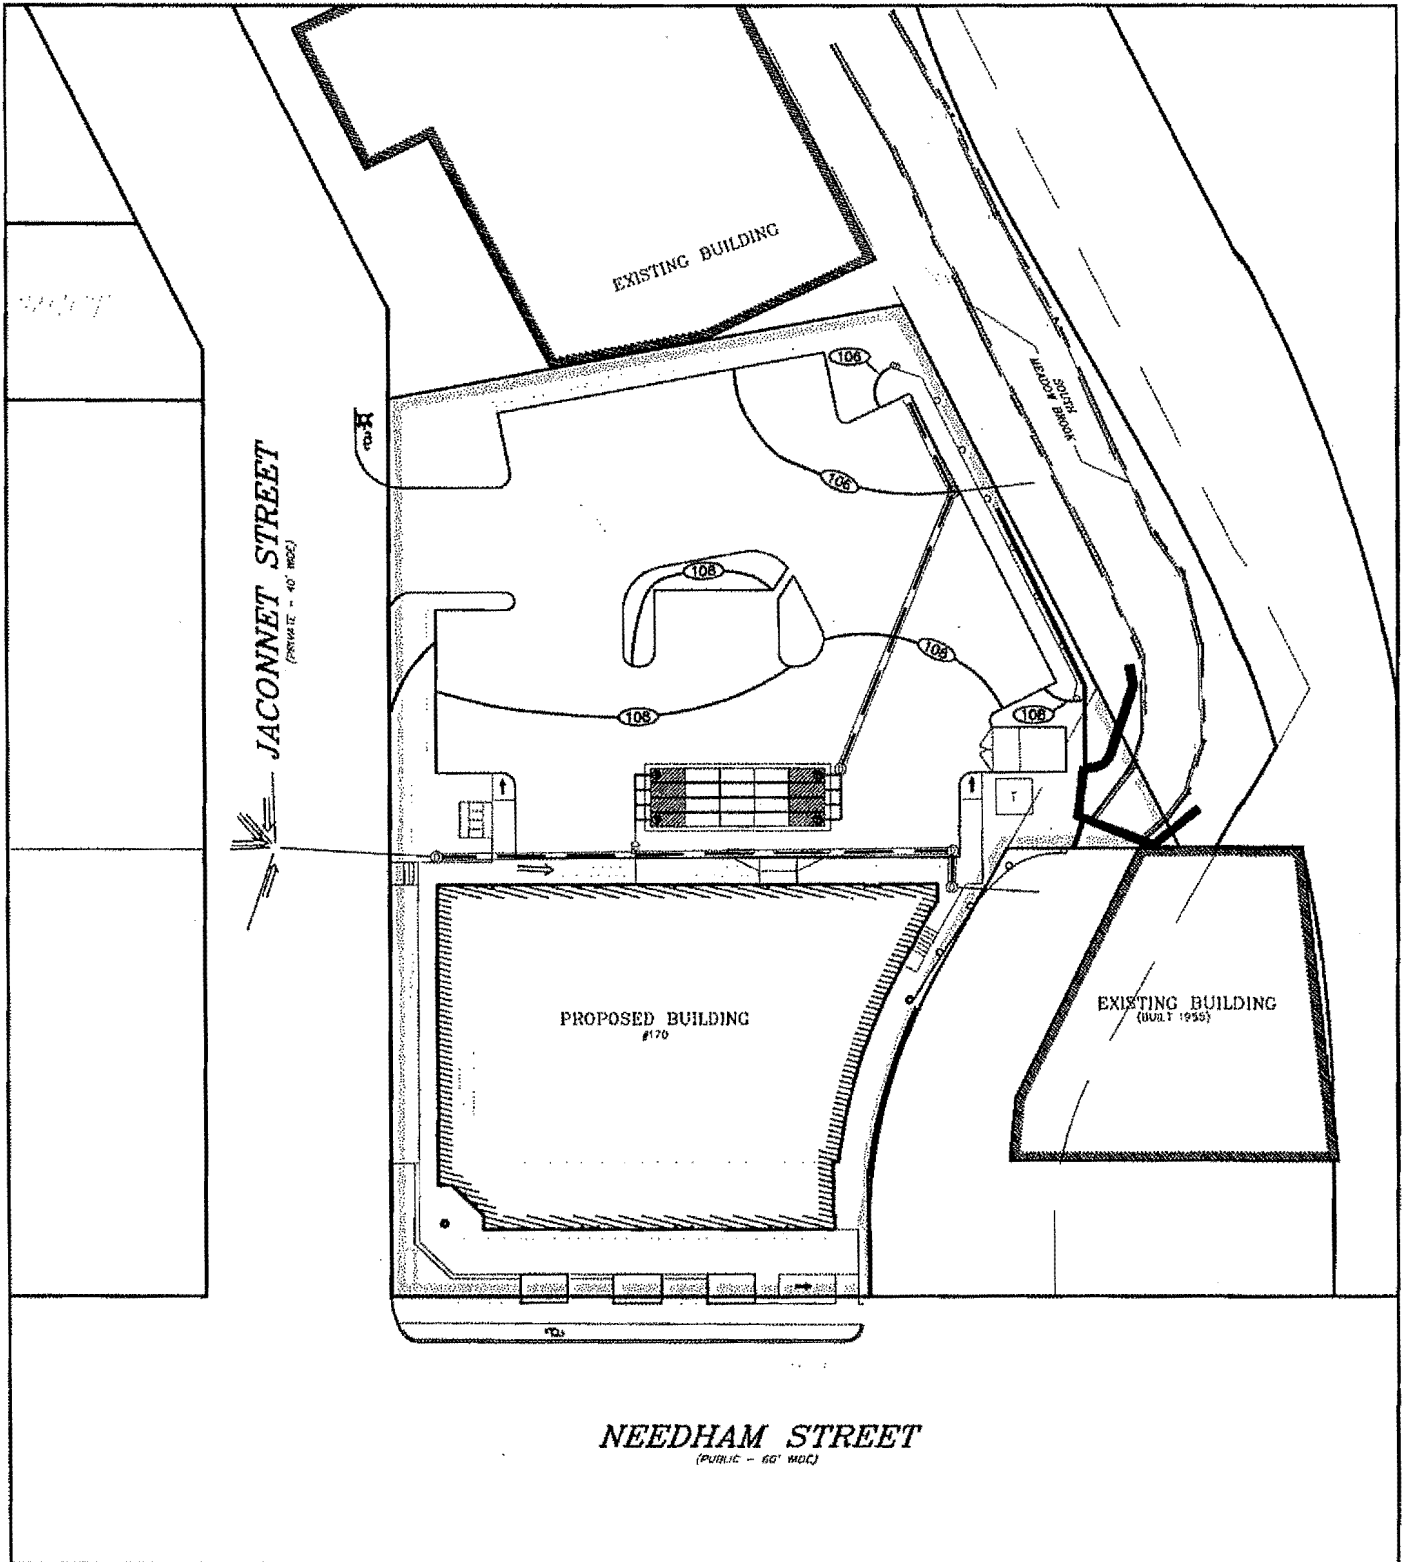 EXISTING BUILDING
106
106
SOUTH
MEADOW BROOK
JACONNET STREET
(PRIVATE - 40' WIDE)
108
108
108
108
T
PROPOSED BUILDING
#170
EXISTING BUILDING
(BUILT 1955)
NEEDHAM STREET
(PUBLIC - 60' WIDE)